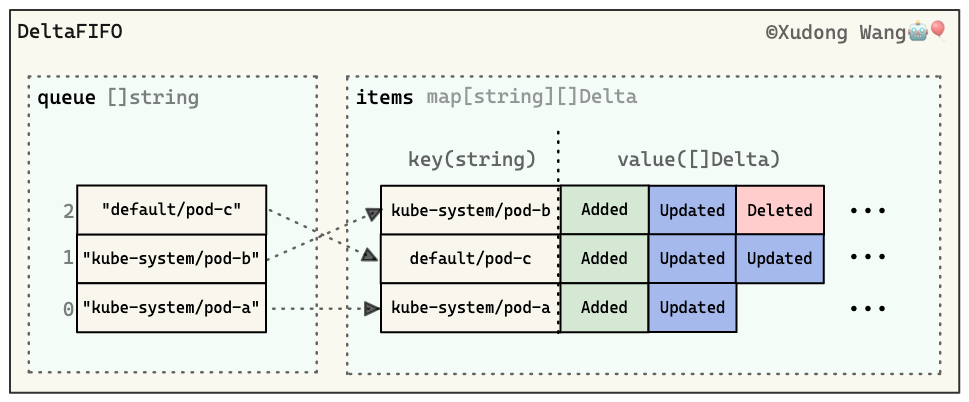 DeltaFIFO
©Xudong Wang🤖🎈
queue []string
items map[string][]Delta
key(string) value([]Delta)
2 "default/pod-c"
1 "kube-system/pod-b"
0 "kube-system/pod-a"
kube-system/pod-b Added Updated Deleted •••
default/pod-c Added Updated Updated •••
kube-system/pod-a Added Updated •••